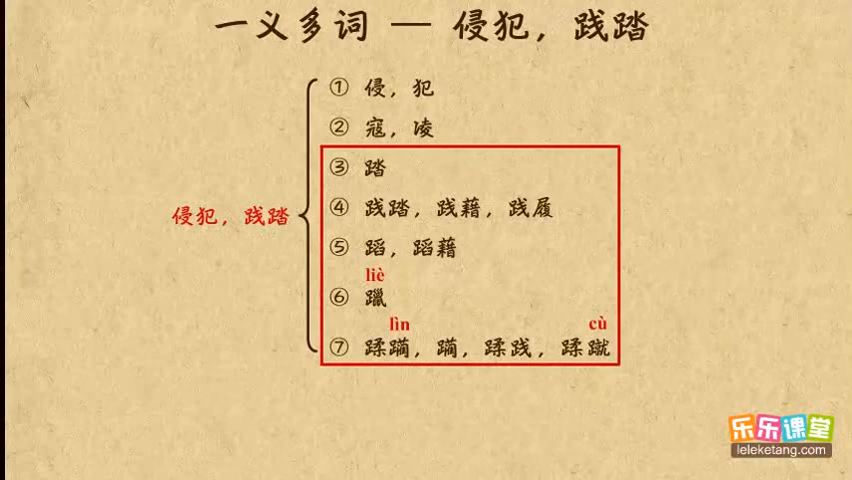 一义多词 — 侵犯，践踏
① 侵，犯
② 寇，凌
③ 踏
侵犯，践踏
④ 践踏，践藉，践履
⑤ 蹈，蹈藉
liè
⑥ 躐
lìn cù
⑦ 蹂躏，躏，蹂践，蹂蹴
乐乐课堂
leleketang.com